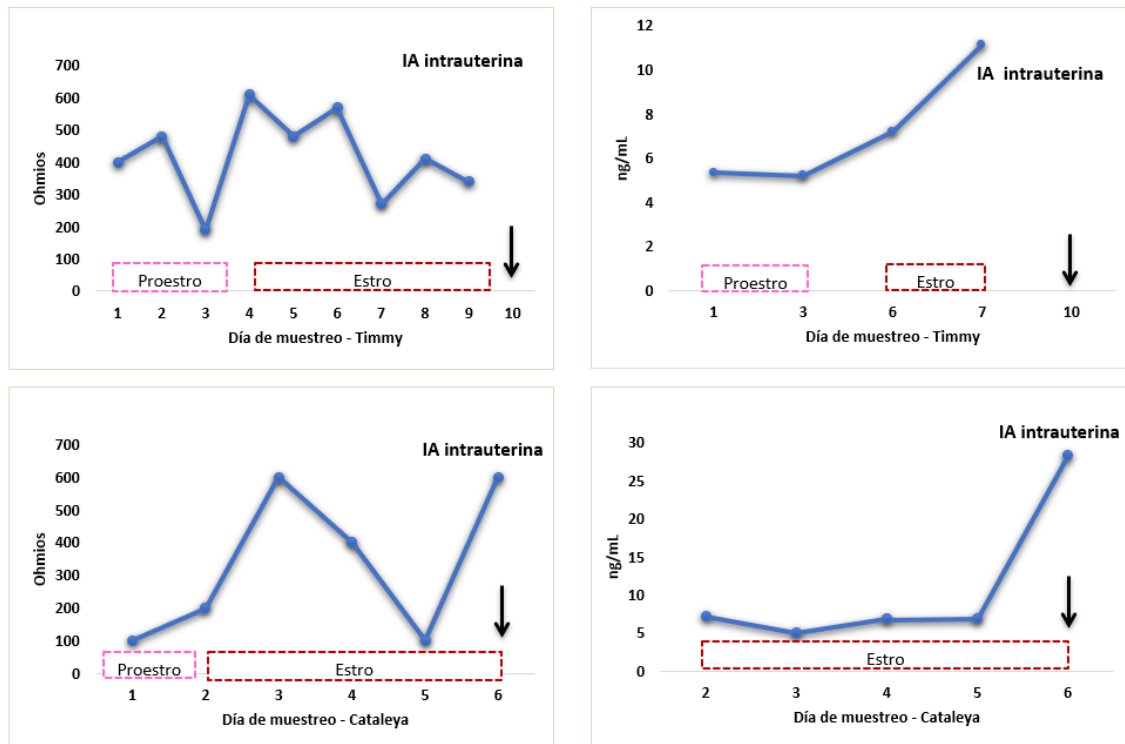 IA intrauterina
700
600
500
400
300
200
100
0
Ohmios
Proestro
Estro
1 2 3 4 5 6 7 8 9 10
Día de muestreo - Timmy
12
10
8
6
4
2
0
ng/mL
IA intrauterina
Proestro
Estro
1 3 6 7 10
Día de muestreo - Timmy
700
600
500
400
300
200
100
0
Ohmios
IA intrauterina
Proestro
Estro
1 2 3 4 5 6
Día de muestreo - Cataleya
30
25
20
15
10
5
0
ng/mL
IA intrauterina
Estro
2 3 4 5 6
Día de muestreo - Cataleya